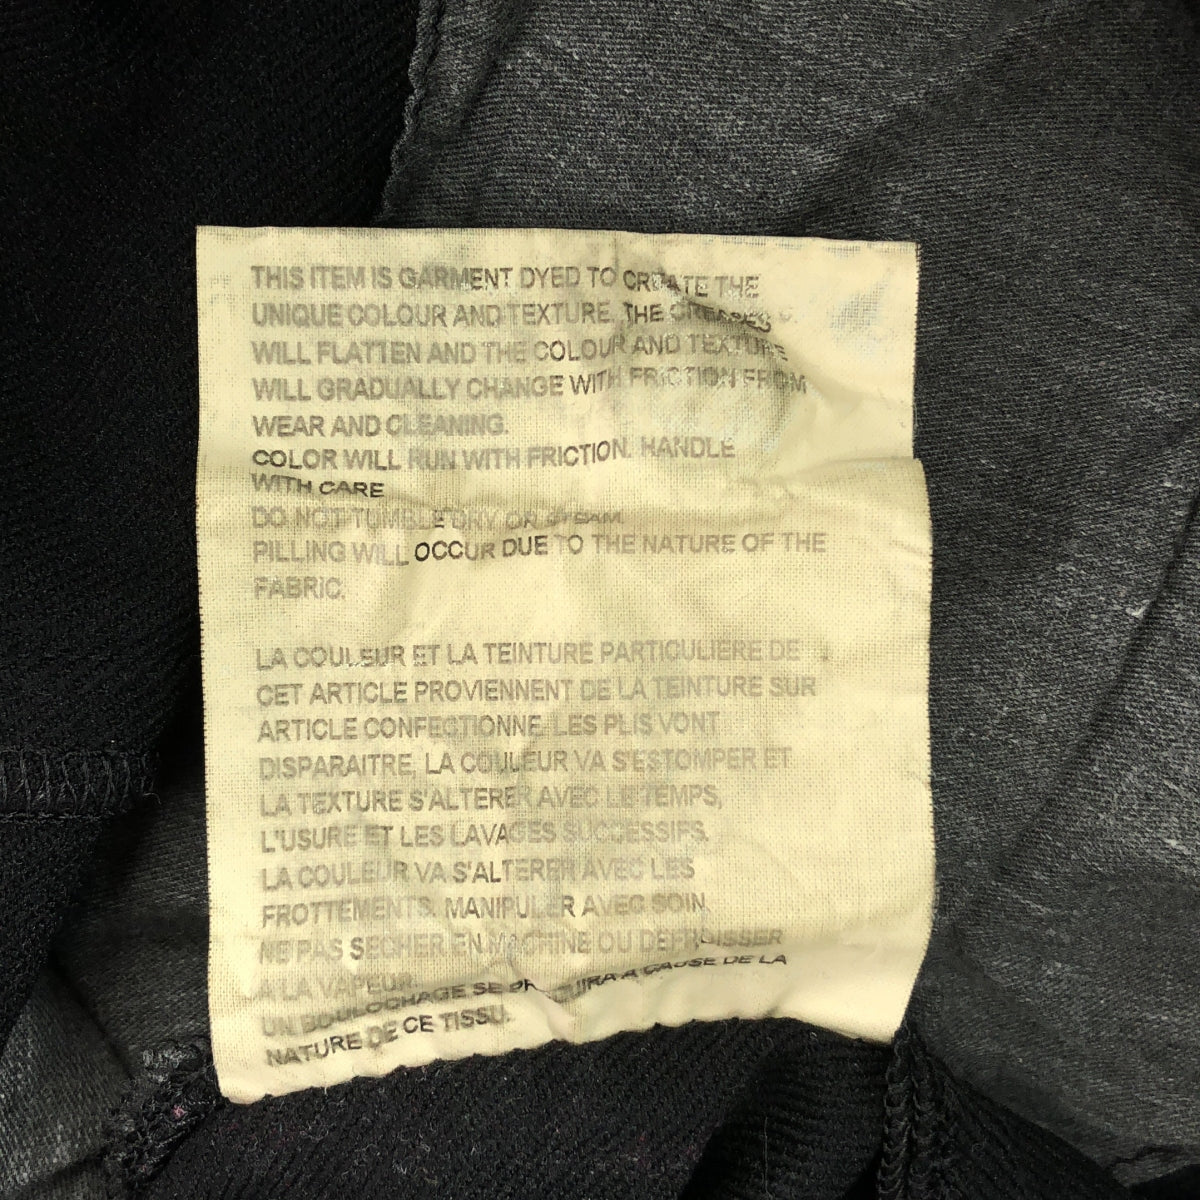 THIS ITEM IS GARMENT DYED TO CREATE THE
UNIQUE COLOUR AND TEXTURE. THE CREASES
WILL FLATTEN AND THE COLOUR AND TEXTURE
WILL GRADUALLY CHANGE WITH FRICTION FROM
WEAR AND CLEANING.
COLOR WILL RUN WITH FRICTION. HANDLE
WITH CARE
DO NOT TUMBLE DRY OR STEAM.
PILLING WILL OCCUR DUE TO THE NATURE OF THE
FABRIC.
LA COULEUR ET LA TEINTURE PARTICULIERE DE
CET ARTICLE PROVIENNENT DE LA TEINTURE SUR
ARTICLE CONFECTIONNE. LES PLIS VONT
DISPARAITRE, LA COULEUR VA S'ESTOMPER ET
LA TEXTURE S'ALTERER AVEC LE TEMPS,
L'USURE ET LES LAVAGES SUCCESSIFS.
LA COULEUR VA S'ALTERER AVEC LES
FROTTEMENTS. MANIPULER AVEC SOIN.
NE PAS SECHER EN MACHINE OU DEFROISSER
A LA VAPEUR.
UN BOULOCHAGE SE PRODUIRA A CAUSE DE LA
NATURE DE CE TISSU.